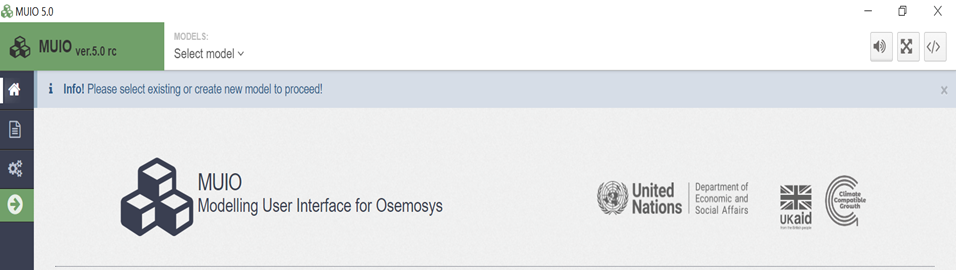 MUIO 5.0
MUIO ver.5.0 rc
MODELS:
Select model
Info! Please select existing or create new model to proceed!
x
MUIO
Modelling User Interface for Osemosys
United
Nations
Department of
Economic and
Social Affairs
UKaid
from the British people
Climate
Compatible
Growth